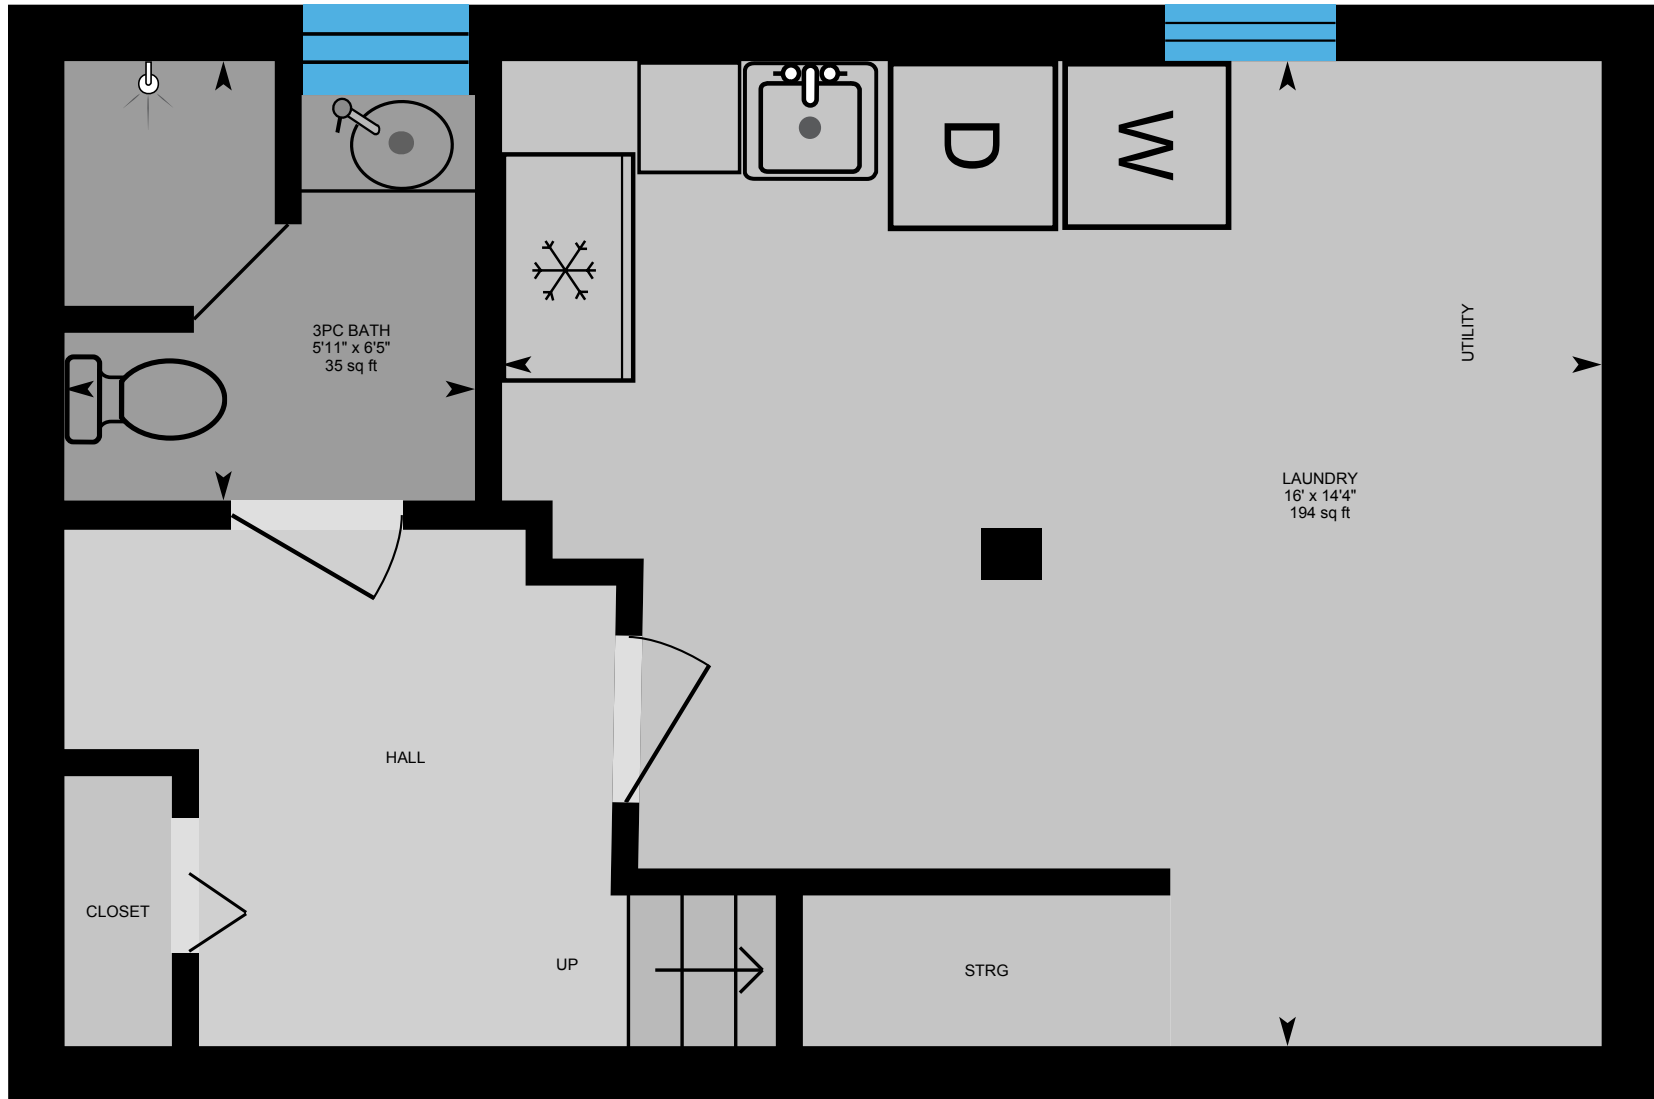 D
W
3PC BATH
5'11" x 6'5"
35 sq ft
UTILITY
LAUNDRY
16' x 14'4"
194 sq ft
HALL
CLOSET
UP
STRG